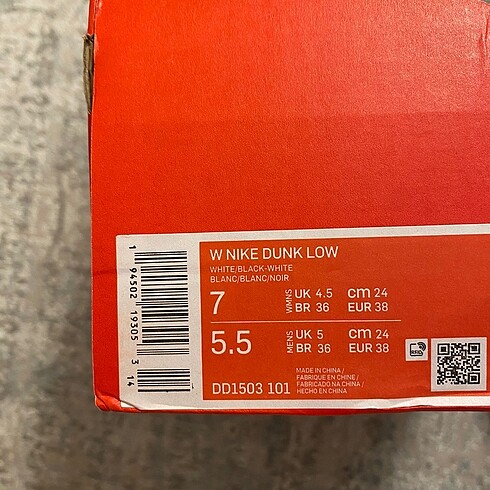 W NIKE DUNK LOW
WHITE/BLACK-WHITE
BLANC/BLANC/NOIR
7 WMNS UK 4.5 cm 24
BR 36 EUR 38
5.5 MENS UK 5 cm 24
BR 36 EUR 38
MADE IN CHINA /
FABRIQUÉ EN CHINE /
FABRICADO NA CHINA /
HECHO EN CHINA
DD1503 101
1 94502 19305 3 14
RFID